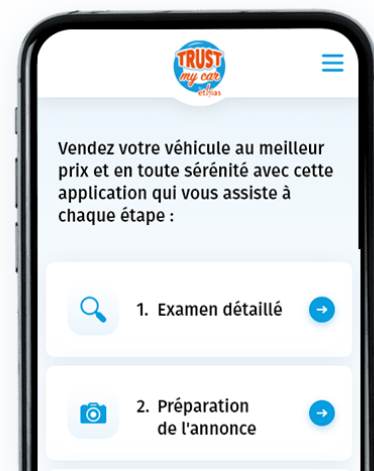 TRUST
my car
ethias
Vendez votre véhicule au meilleur
prix et en toute sérénité avec cette
application qui vous assiste à
chaque étape :
1. Examen détaillé
2. Préparation
de l'annonce